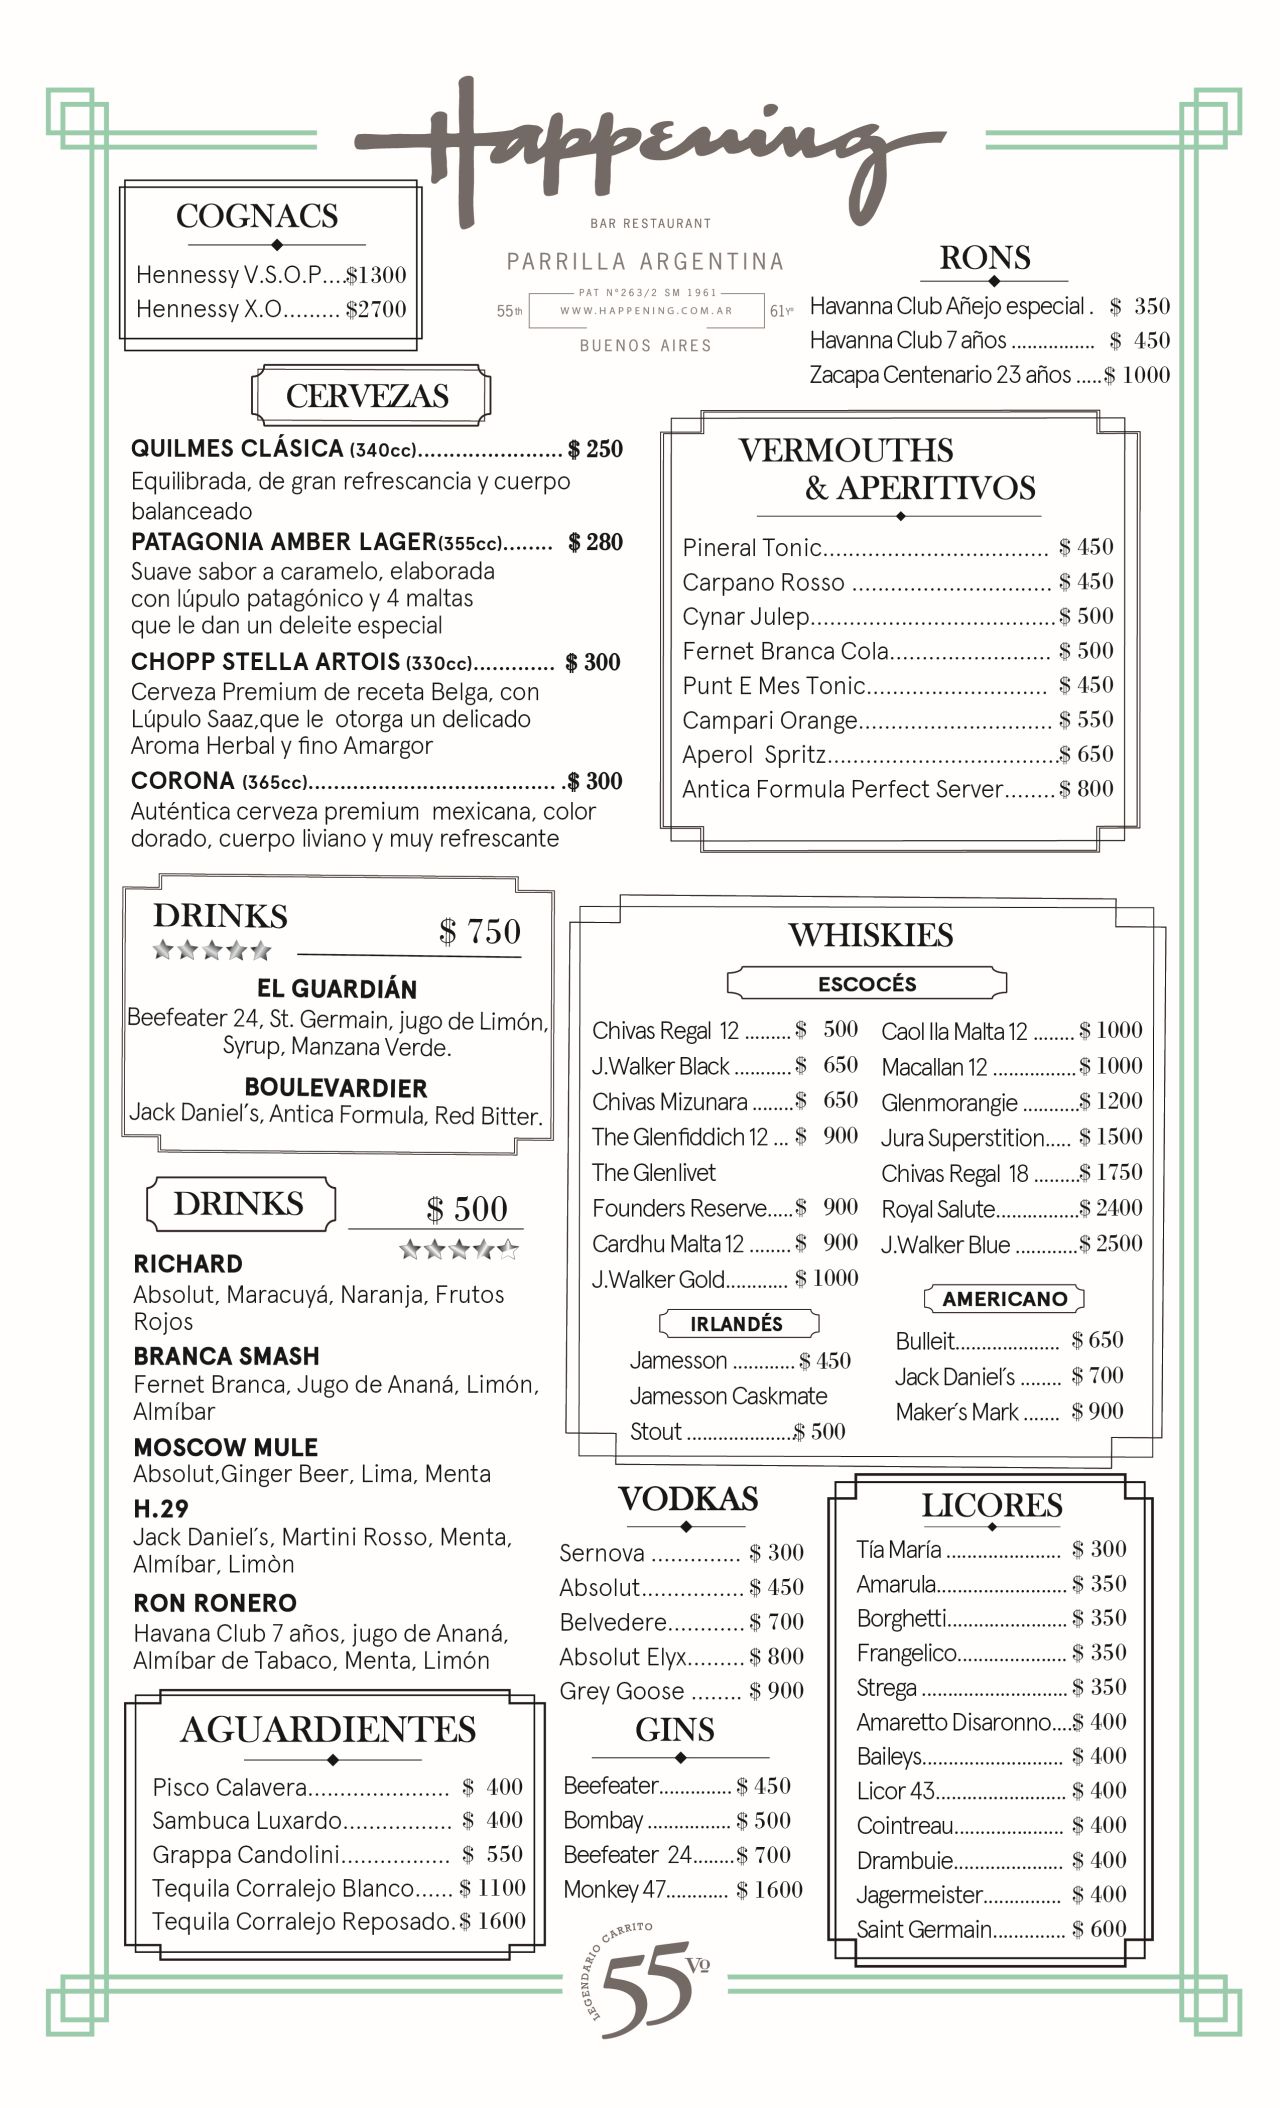 Happening
BAR RESTAURANT
PARRILLA ARGENTINA
PAT N°263/2 SM 1961
55th WWW.HAPPENING.COM.AR 61Yº
BUENOS AIRES
COGNACS
Hennessy V.S.O.P....$1300
Hennessy X.O......... $2700
CERVEZAS
QUILMES CLÁSICA (340cc)....................... $ 250
Equilibrada, de gran refrescancia y cuerpo
balanceado
PATAGONIA AMBER LAGER(355cc)........ $ 280
Suave sabor a caramelo, elaborada
con lúpulo patagónico y 4 maltas
que le dan un deleite especial
CHOPP STELLA ARTOIS (330cc)............. $ 300
Cerveza Premium de receta Belga, con
Lúpulo Saaz,que le otorga un delicado
Aroma Herbal y fino Amargor
CORONA (365cc)...................................... .$ 300
Auténtica cerveza premium mexicana, color
dorado, cuerpo liviano y muy refrescante
DRINKS
$ 750
EL GUARDIÁN
Beefeater 24, St. Germain, jugo de Limón,
Syrup, Manzana Verde.
BOULEVARDIER
Jack Daniel´s, Antica Formula, Red Bitter.
DRINKS
$ 500
RICHARD
Absolut, Maracuyá, Naranja, Frutos
Rojos
BRANCA SMASH
Fernet Branca, Jugo de Ananá, Limón,
Almíbar
MOSCOW MULE
Absolut,Ginger Beer, Lima, Menta
H.29
Jack Daniel´s, Martini Rosso, Menta,
Almíbar, Limòn
RON RONERO
Havana Club 7 años, jugo de Ananá,
Almíbar de Tabaco, Menta, Limón
AGUARDIENTES
Pisco Calavera...................... $ 400
Sambuca Luxardo................. $ 400
Grappa Candolini................. $ 550
Tequila Corralejo Blanco...... $ 1100
Tequila Corralejo Reposado.$ 1600
RONS
Havanna Club Añejo especial . $ 350
Havanna Club 7 años ................ $ 450
Zacapa Centenario 23 años .....$ 1000
VERMOUTHS
& APERITIVOS
Pineral Tonic................................... $ 450
Carpano Rosso ............................... $ 450
Cynar Julep......................................$ 500
Fernet Branca Cola......................... $ 500
Punt E Mes Tonic............................ $ 450
Campari Orange.............................. $ 550
Aperol Spritz....................................$ 650
Antica Formula Perfect Server........$ 800
WHISKIES
ESCOCÉS
Chivas Regal 12 .........$ 500
J.Walker Black ...........$ 650
Chivas Mizunara ........$ 650
The Glenfiddich 12 ... $ 900
The Glenlivet
Founders Reserve.....$ 900
Cardhu Malta 12 ........ $ 900
J.Walker Gold............ $ 1000
Caol lla Malta 12 ........ $ 1000
Macallan 12 ................$ 1000
Glenmorangie ...........$ 1200
Jura Superstition..... $ 1500
Chivas Regal 18 .........$ 1750
Royal Salute................$ 2400
J.Walker Blue ............$ 2500
IRLANDÉS
Jamesson ............ $ 450
Jamesson Caskmate
Stout .....................$ 500
AMERICANO
Bulleit.................... $ 650
Jack Daniel´s ........ $ 700
Maker´s Mark ....... $ 900
VODKAS
Sernova .............. $ 300
Absolut................ $ 450
Belvedere............ $ 700
Absolut Elyx.........$ 800
Grey Goose ........ $ 900
GINS
Beefeater..............$ 450
Bombay ................ $ 500
Beefeater 24........$ 700
Monkey 47............ $ 1600
LICORES
Tía María ...................... $ 300
Amarula.........................$ 350
Borghetti.......................$ 350
Frangelico.....................$ 350
Strega ............................$ 350
Amaretto Disaronno....$ 400
Baileys........................... $ 400
Licor 43.........................$ 400
Cointreau..................... $ 400
Drambuie..................... $ 400
Jagermeister............... $ 400
Saint Germain.............. $ 600
LEGENDARIO CARRITO
55 Vo